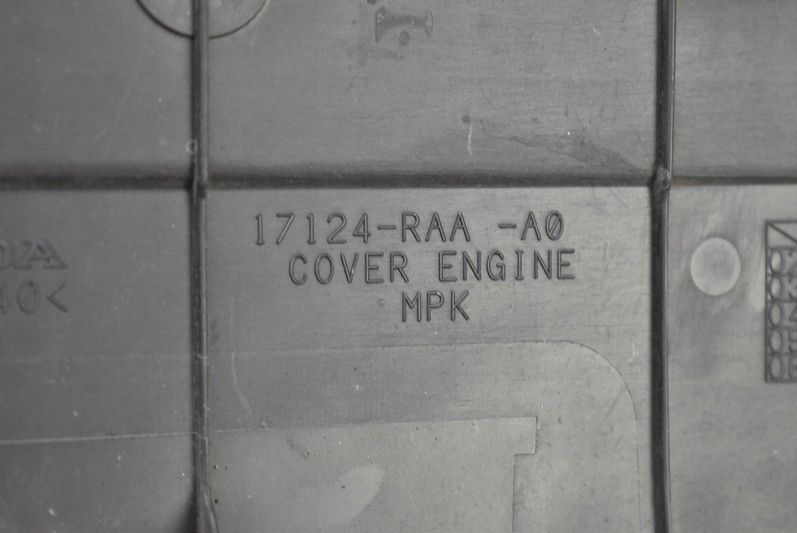 17124-RAA -A0
COVER ENGINE
MPK